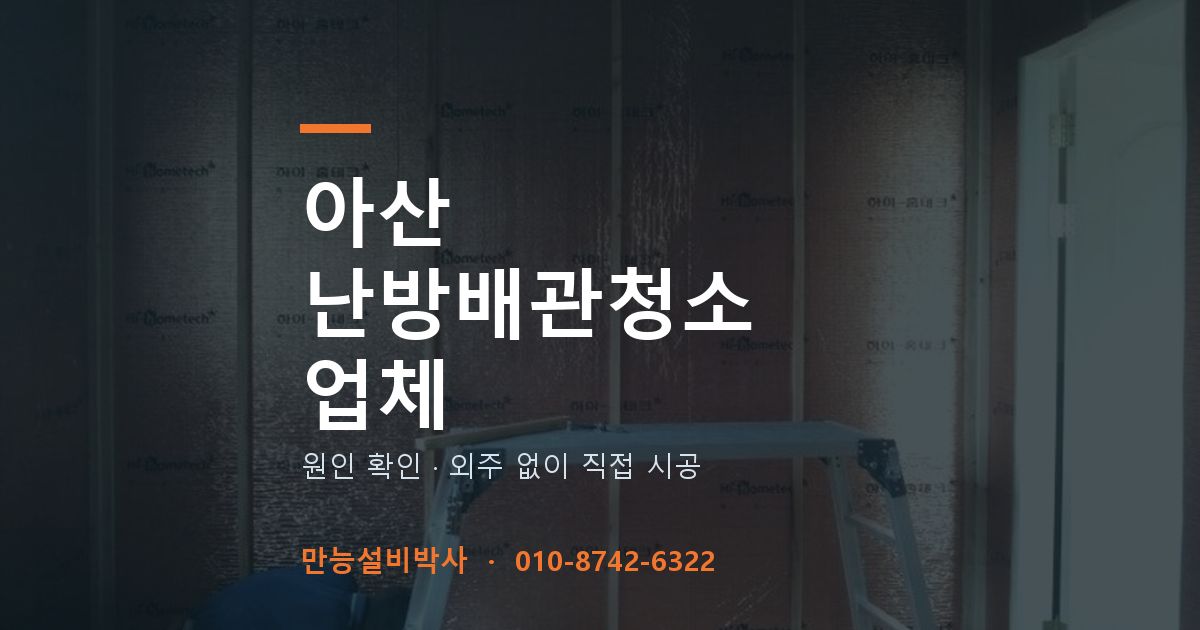 아산
난방배관청소
업체
원인 확인 · 외주 없이 직접 시공
만능설비박사 · 010-8742-6322